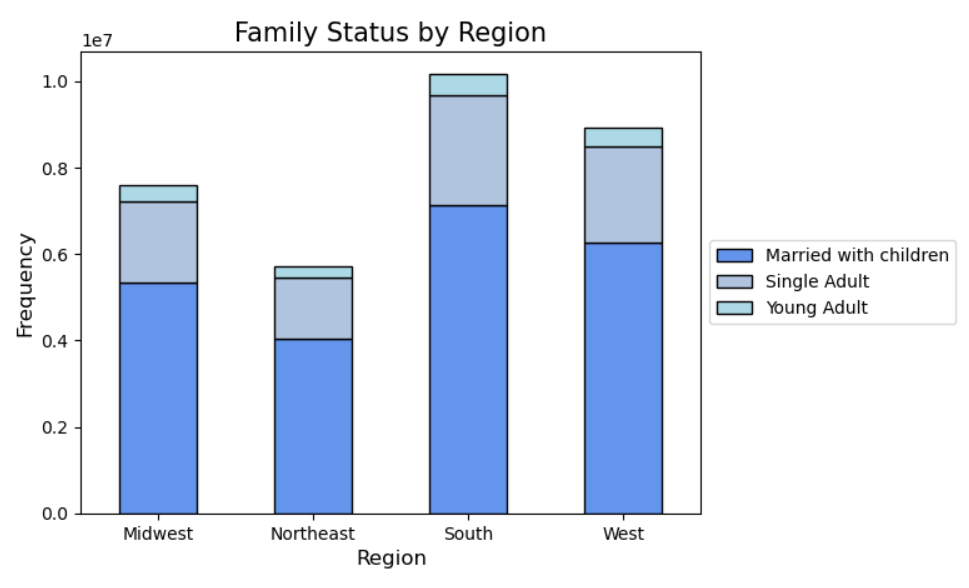 Family Status by Region
1e7
1.0
0.8
0.6
0.4
0.2
0.0
Frequency
Midwest Northeast South West
Region
Married with children
Single Adult
Young Adult